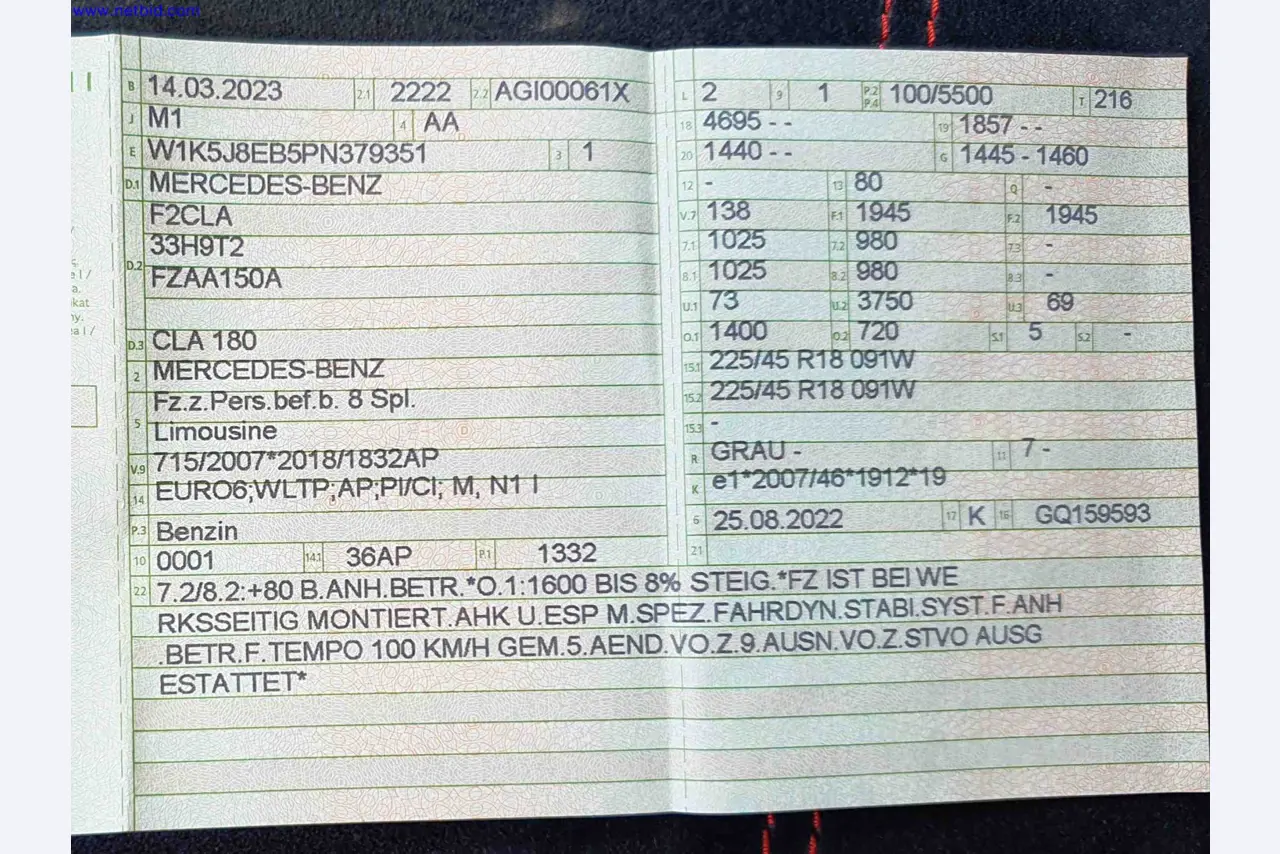 www.netbid.com
B 14.03.2023 2.1 2222 2.2 AGI00061X
J M1 4 AA
E W1K5J8EB5PN379351 3 1
D.1 MERCEDES-BENZ
F2CLA
33H9T2
D.2 FZAA150A
D.3 CLA 180
2 MERCEDES-BENZ
Fz.z.Pers.bef.b. 8 Spl.
5 Limousine
V.9 715/2007*2018/1832AP
14 EURO6;WLTP;AP;PI/CI; M, N1 I
P.3 Benzin
10 0001 14.1 36AP P.1 1332
L 2 9 1 P.2 P.4 100/5500 T 216
18 4695 - - 19 1857 - -
20 1440 - - G 1445 - 1460
12 - 13 80 Q -
V.7 138 F.1 1945 F.2 1945
7.1 1025 7.2 980 7.3 -
8.1 1025 8.2 980 8.3 -
U.1 73 U.2 3750 U.3 69
O.1 1400 O.2 720 S.1 5 S.2 -
15.1 225/45 R18 091W
15.2 225/45 R18 091W
15.3 -
R GRAU - 11 7 -
K e1*2007/46*1912*19
6 25.08.2022 17 K 16 GQ159593
21
22 7.2/8.2:+80 B.ANH.BETR.*O.1:1600 BIS 8% STEIG.*FZ IST BEI WE
RKSSEITIG MONTIERT.AHK U.ESP M.SPEZ.FAHRDYN.STABI.SYST.F.ANH
.BETR.F.TEMPO 100 KM/H GEM.5.AEND.VO.Z.9.AUSN.VO.Z.STVO AUSG
ESTATTET*